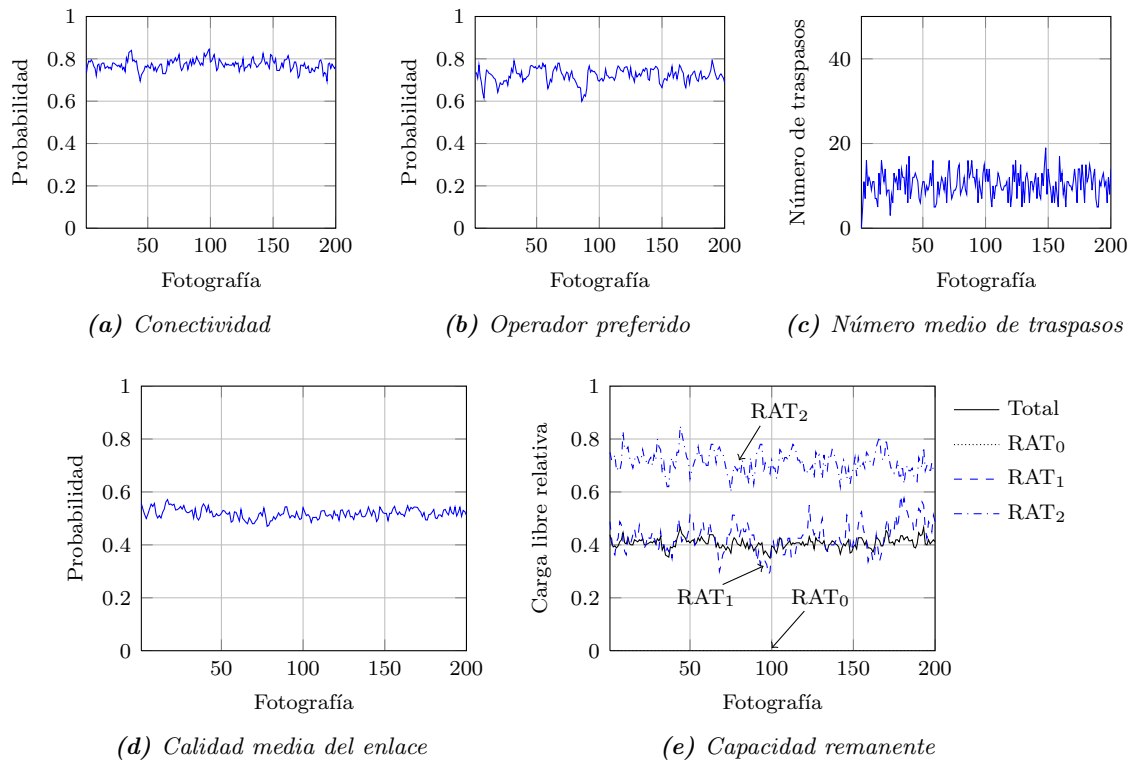 1
0.8
0.6
0.4
0.2
0
Probabilidad
50
100
150
200
Fotografía
(a) Conectividad
1
0.8
0.6
0.4
0.2
0
Probabilidad
50
100
150
200
Fotografía
(b) Operador preferido
40
20
0
Número de traspasos
50
100
150
200
Fotografía
(c) Número medio de traspasos
1
0.8
0.6
0.4
0.2
0
Probabilidad
50
100
150
200
Fotografía
(d) Calidad media del enlace
1
0.8
0.6
0.4
0.2
0
Carga libre relativa
RAT₂
RAT₁
RAT₀
50
100
150
200
Fotografía
Total
RAT₀
RAT₁
RAT₂
(e) Capacidad remanente